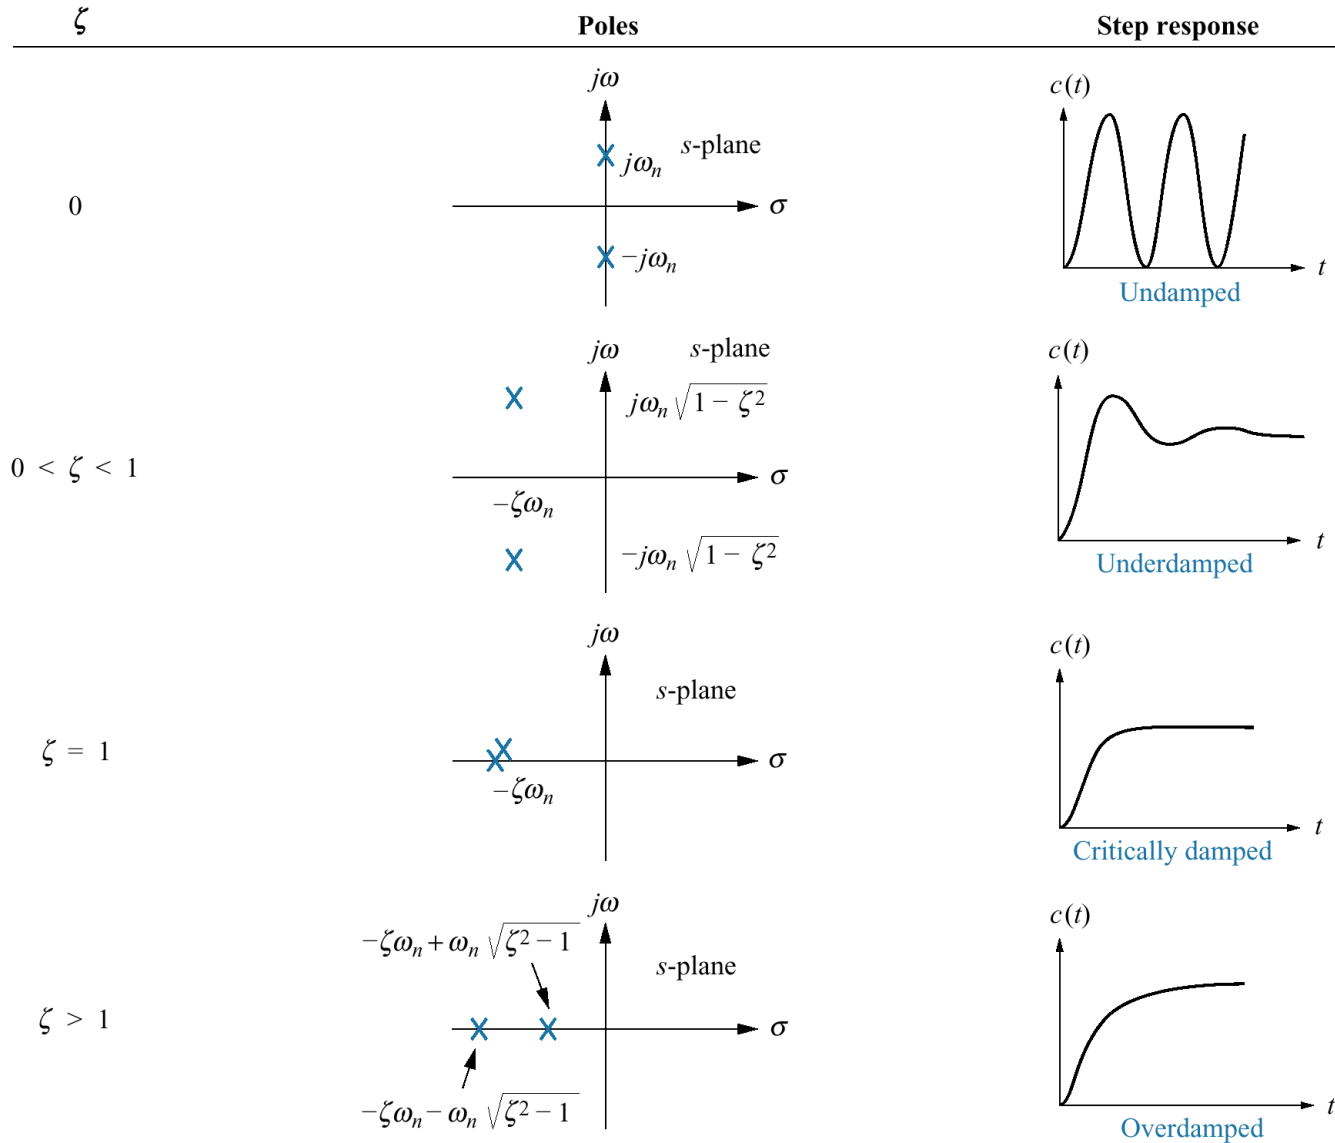 ζ Poles Step response
jω
s-plane
jωₙ
σ
−jωₙ
0
c(t)
t
Undamped
jω s-plane
jωₙ √(1 − ζ²)
σ
−ζωₙ
−jωₙ √(1 − ζ²)
0 < ζ < 1
c(t)
t
Underdamped
jω
s-plane
σ
−ζωₙ
ζ = 1
c(t)
t
Critically damped
jω
−ζωₙ + ωₙ √(ζ² − 1)
s-plane
σ
−ζωₙ − ωₙ √(ζ² − 1)
ζ > 1
c(t)
t
Overdamped